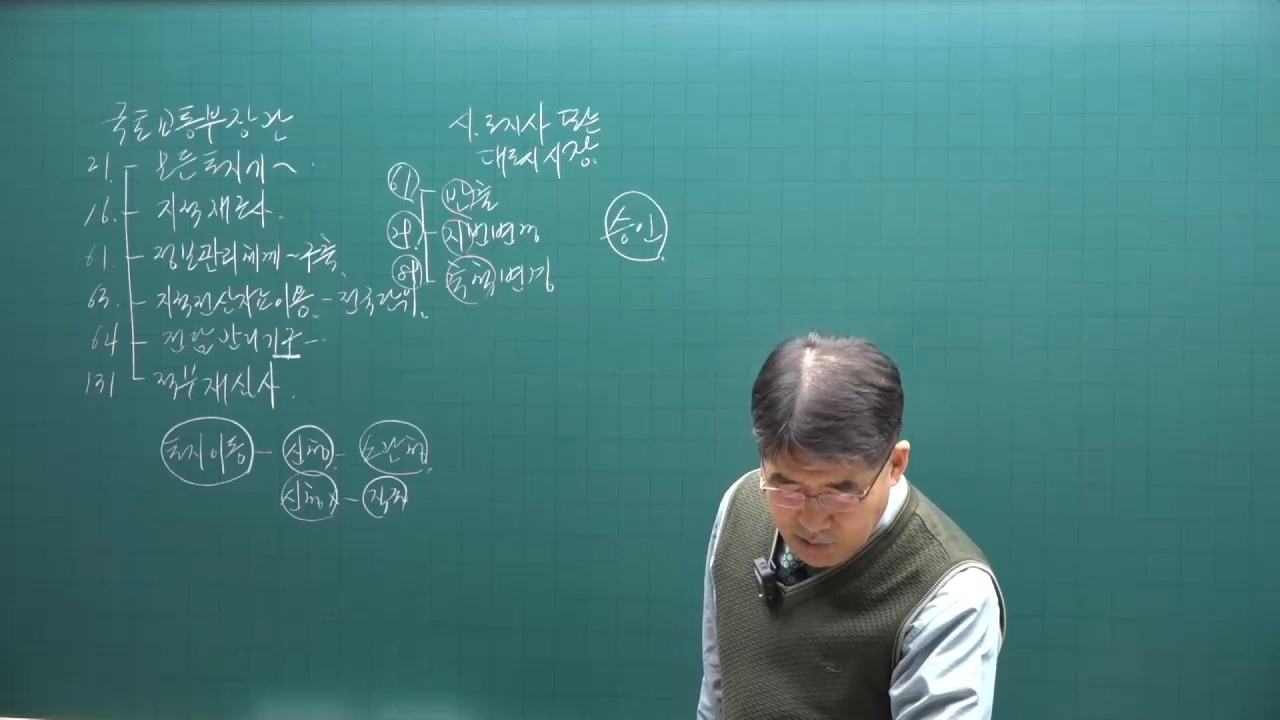 국토교통부장관
21. - 모든토지에~.
16. - 지적재조사.
61. - 정보관리체계~구축.
63. - 지적전산자료이용. - 전국단위.
64 - 전담관리기구 - ..
131 - 적부재심사.
시.도지사 또는
대도시시장.
61 - 반출
29. - 지번변경
84 - 축척변경
승인.
토지이동 - 신청. - 소관청.
신청x - 직권